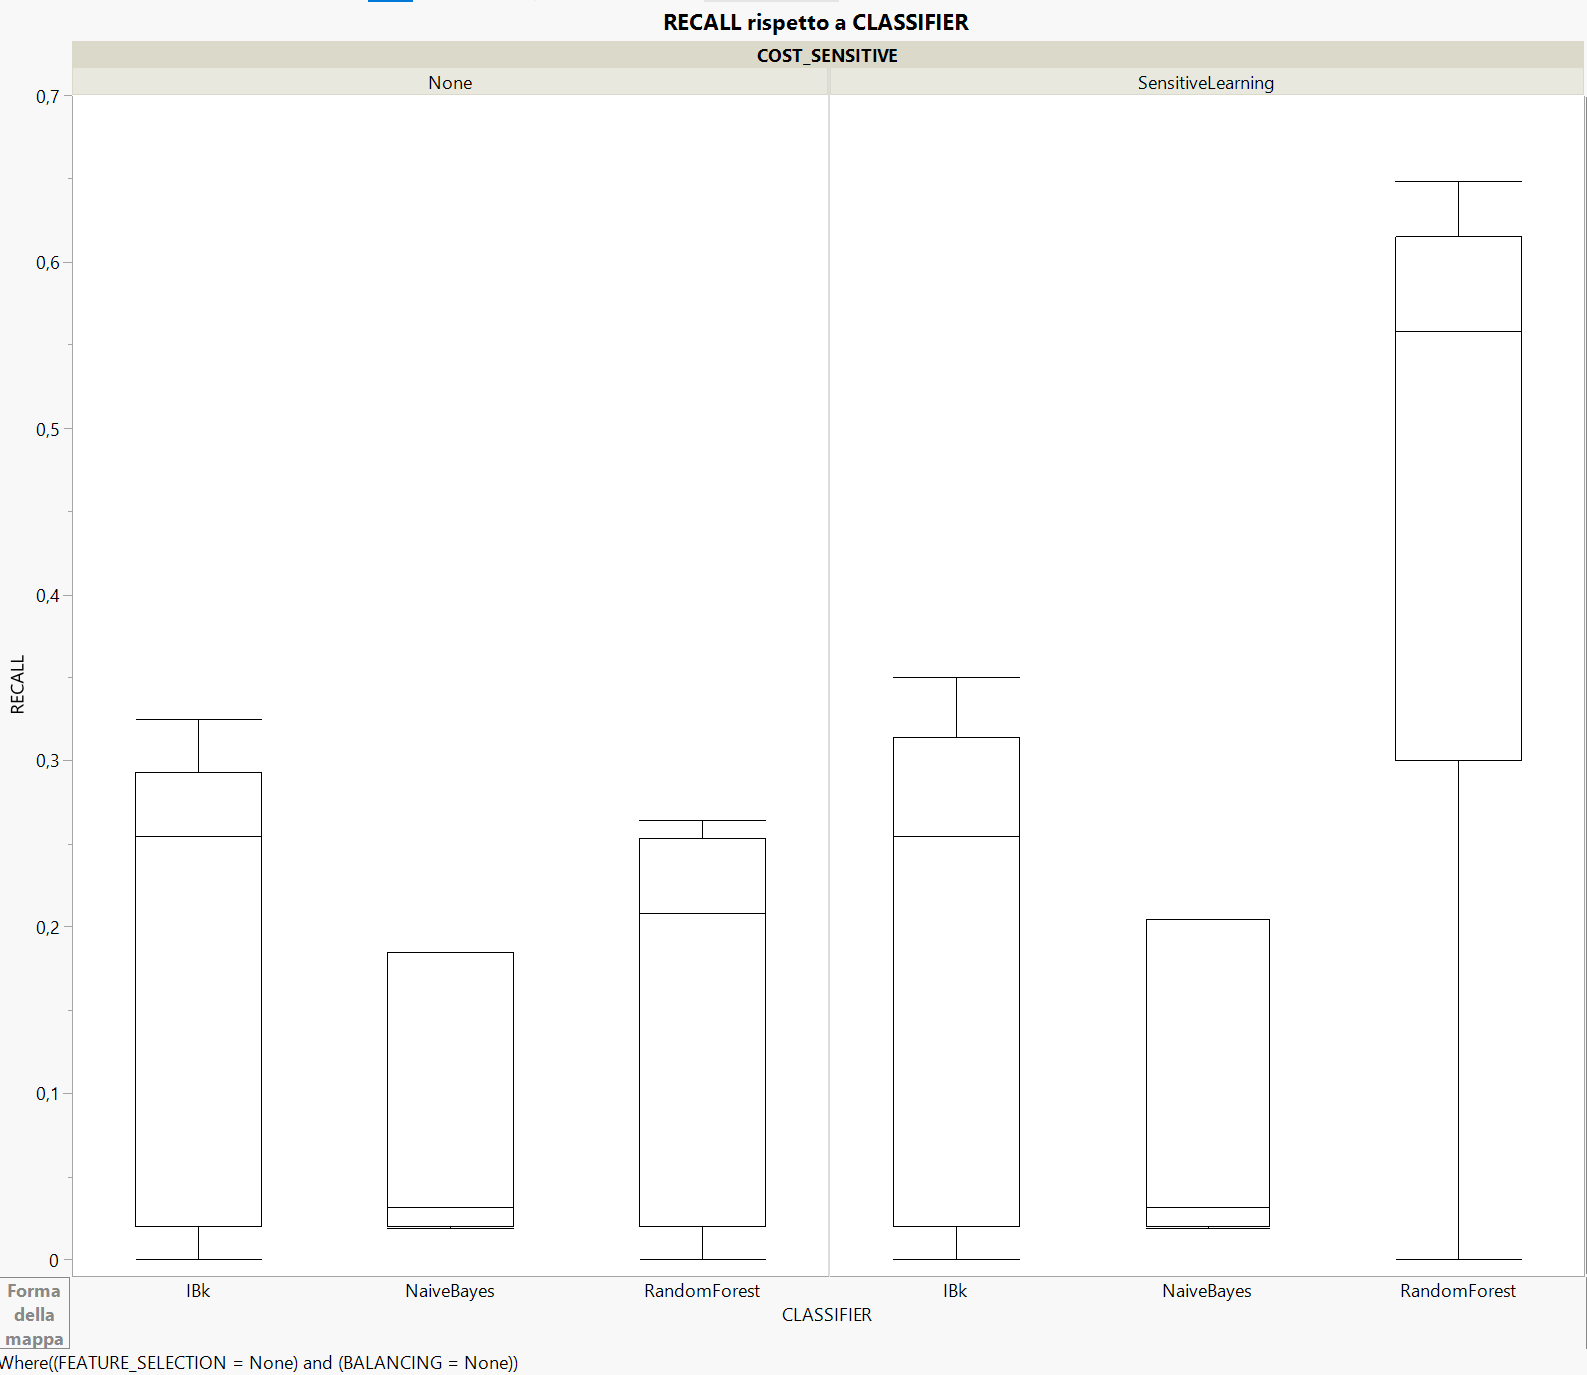 RECALL rispetto a CLASSIFIER
COST_SENSITIVE
None
SensitiveLearning
0,7
0,6
0,5
0,4
0,3
0,2
0,1
0
RECALL
IBk
NaiveBayes
RandomForest
IBk
NaiveBayes
RandomForest
CLASSIFIER
Forma
della
mappa
Where((FEATURE_SELECTION = None) and (BALANCING = None))